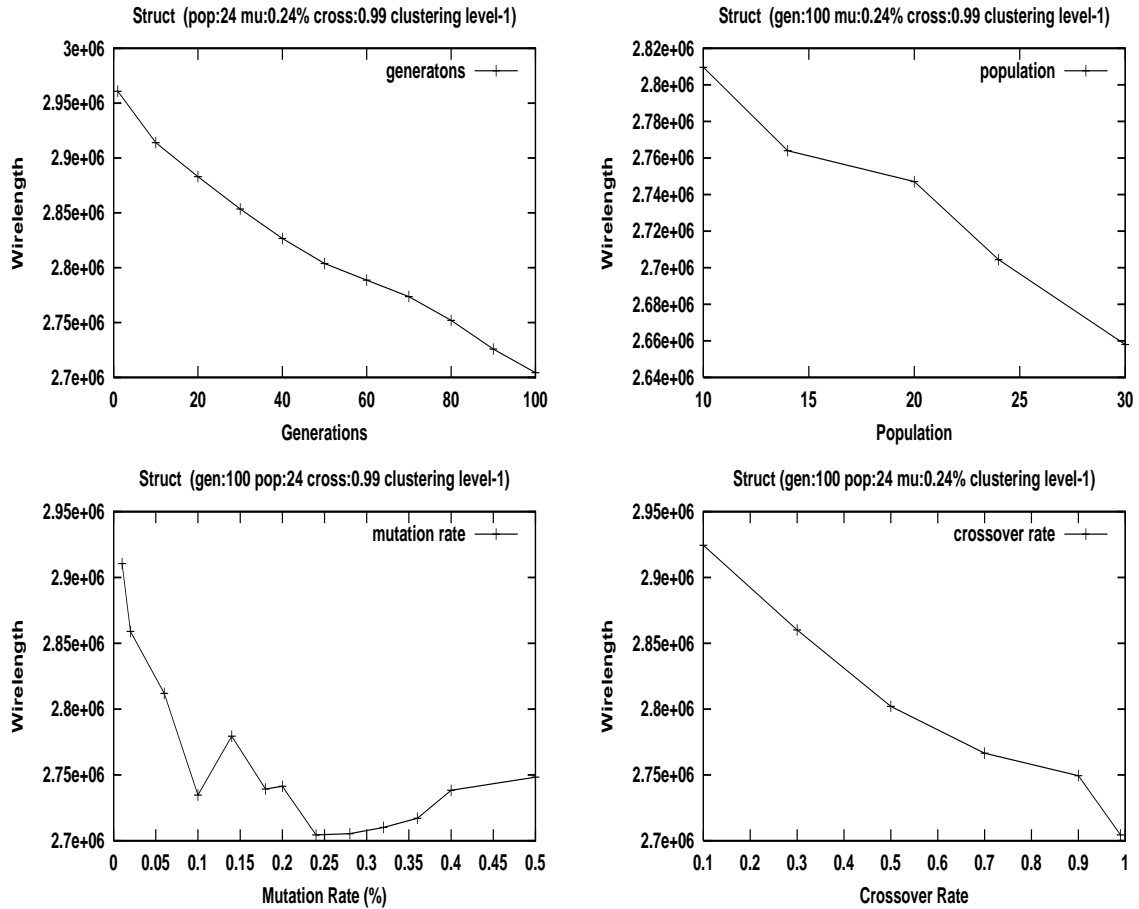 Struct (pop:24 mu:0.24% cross:0.99 clustering level-1)
3e+06
2.95e+06
2.9e+06
2.85e+06
2.8e+06
2.75e+06
2.7e+06
Wirelength
generatons
0 20 40 60 80 100
Generations
Struct (gen:100 mu:0.24% cross:0.99 clustering level-1)
2.82e+06
2.8e+06
2.78e+06
2.76e+06
2.74e+06
2.72e+06
2.7e+06
2.68e+06
2.66e+06
2.64e+06
Wirelength
population
10 15 20 25 30
Population
Struct (gen:100 pop:24 cross:0.99 clustering level-1)
2.95e+06
2.9e+06
2.85e+06
2.8e+06
2.75e+06
2.7e+06
Wirelength
mutation rate
0 0.05 0.1 0.15 0.2 0.25 0.3 0.35 0.4 0.45 0.5
Mutation Rate (%)
Struct (gen:100 pop:24 mu:0.24% clustering level-1)
2.95e+06
2.9e+06
2.85e+06
2.8e+06
2.75e+06
2.7e+06
Wirelength
crossover rate
0.1 0.2 0.3 0.4 0.5 0.6 0.7 0.8 0.9 1
Crossover Rate